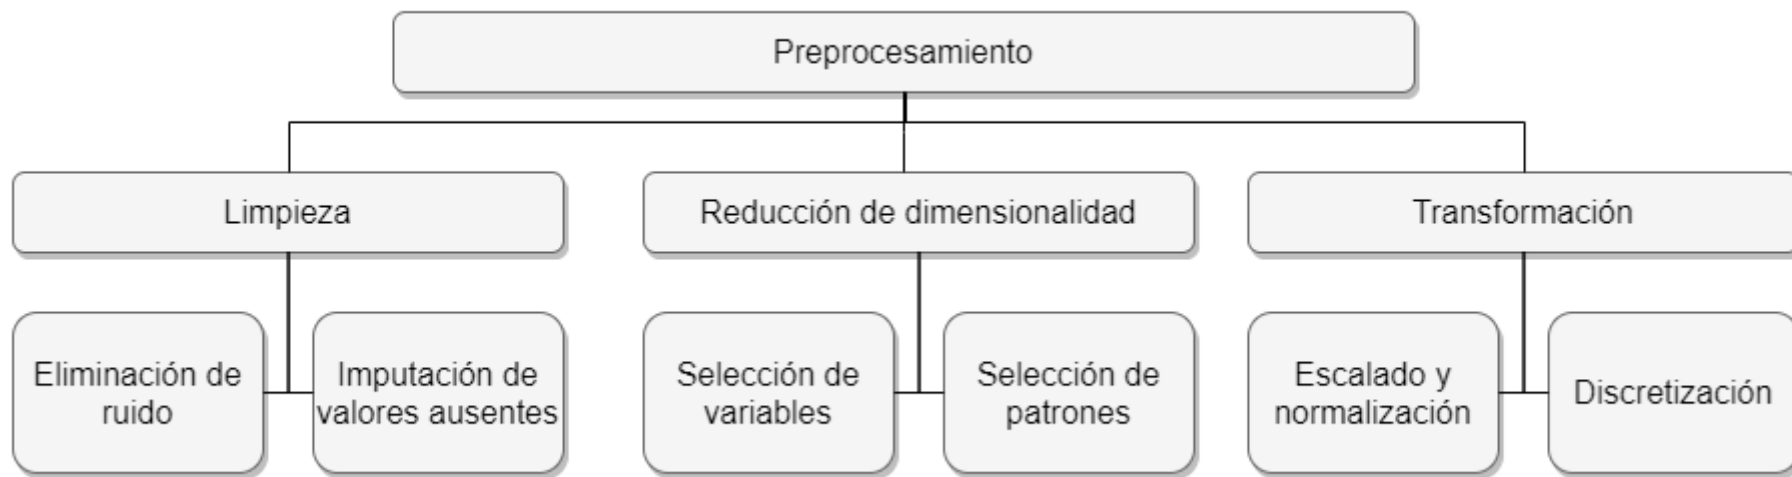 Preprocesamiento
Limpieza
Reducción de dimensionalidad
Transformación
Eliminación de
ruido
Imputación de
valores ausentes
Selección de
variables
Selección de
patrones
Escalado y
normalización
Discretización